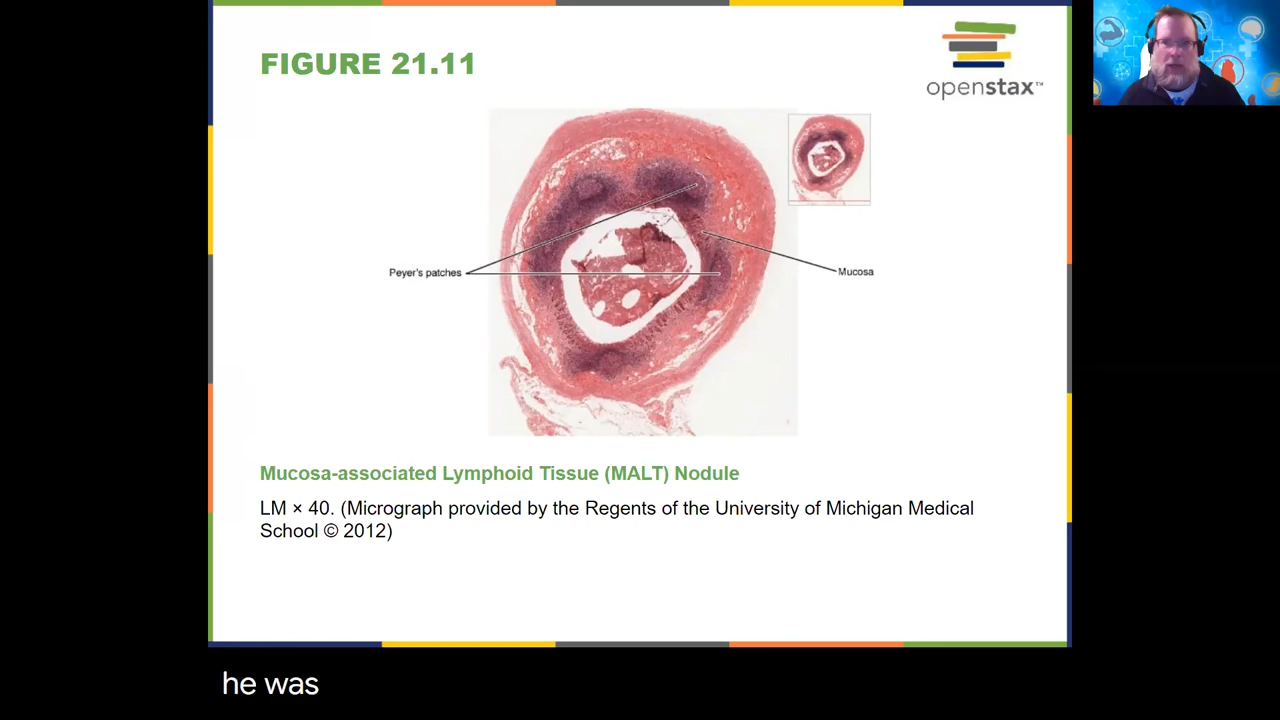 FIGURE 21.11
openstax™
Peyer's patches
Mucosa
Mucosa-associated Lymphoid Tissue (MALT) Nodule
LM × 40. (Micrograph provided by the Regents of the University of Michigan Medical
School © 2012)
he was